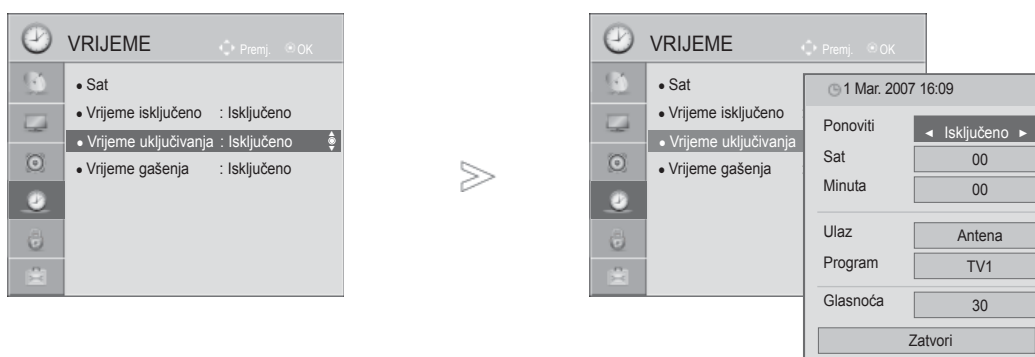 VRIJEME Premj. OK
• Sat
• Vrijeme isključeno : Isključeno
• Vrijeme uključivanja : Isključeno
• Vrijeme gašenja : Isključeno
VRIJEME Premj. OK
• Sat
• Vrijeme isključeno :
• Vrijeme uključivanja
• Vrijeme gašenja
1 Mar. 2007 16:09
Ponoviti ◄ Isključeno ►
Sat 00
Minuta 00
Ulaz Antena
Program TV1
Glasnoća 30
Zatvori